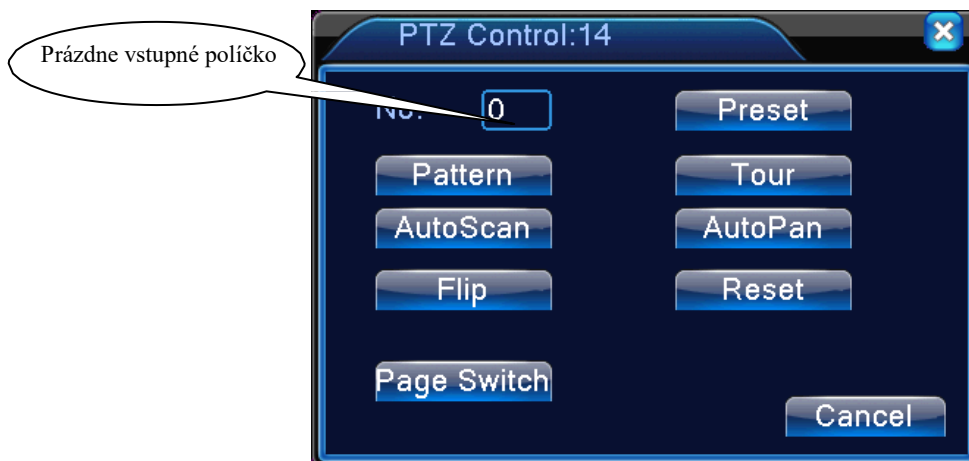 PTZ Control:14
Prázdne vstupné políčko
No: 0 Preset
Pattern Tour
AutoScan AutoPan
Flip Reset
Page Switch
Cancel